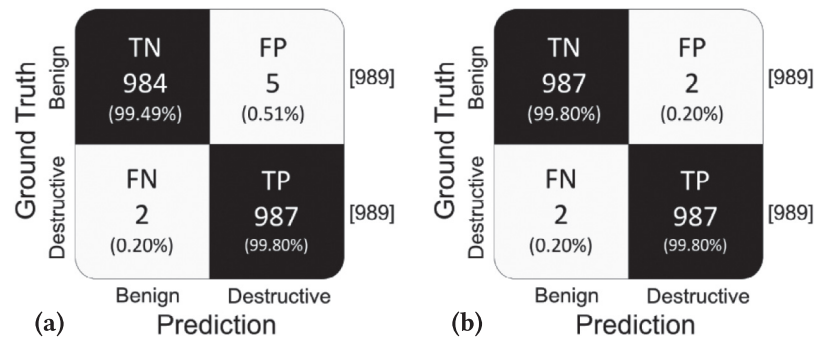 Ground Truth
Benign
Destructive
TN
984
(99.49%)
FP
5
(0.51%)
[989]
FN
2
(0.20%)
TP
987
(99.80%)
[989]
Benign
Destructive
Prediction
(a)
Ground Truth
Benign
Destructive
TN
987
(99.80%)
FP
2
(0.20%)
[989]
FN
2
(0.20%)
TP
987
(99.80%)
[989]
Benign
Destructive
Prediction
(b)